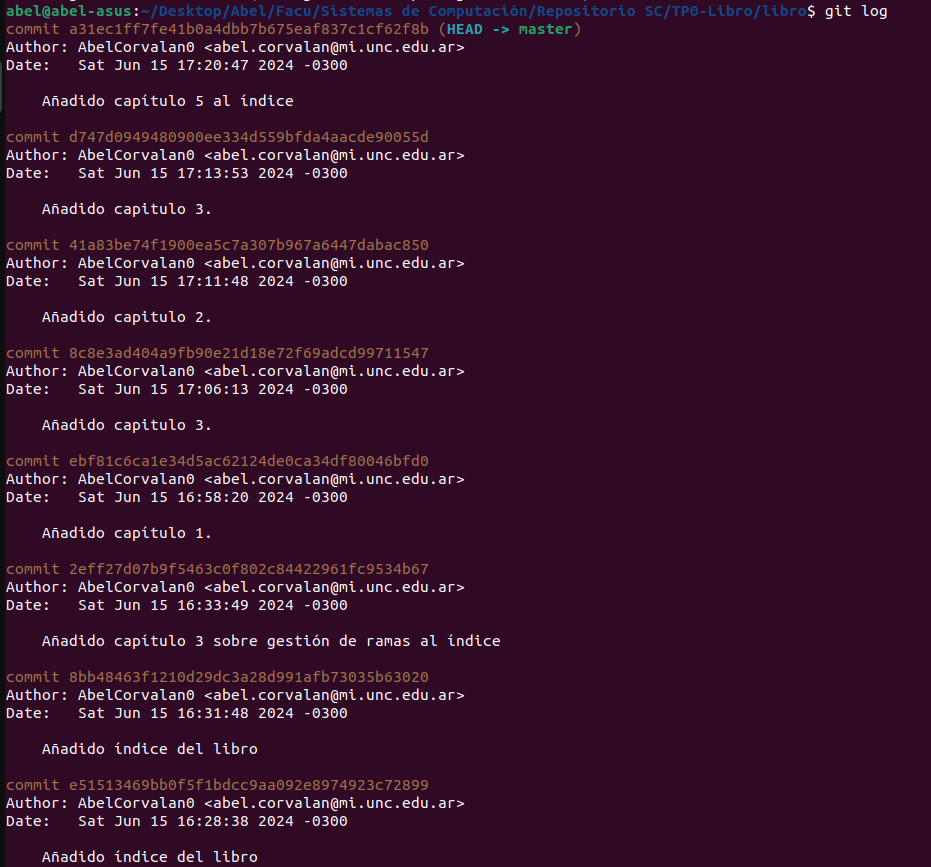 abel@abel-asus:~/Desktop/Abel/Facu/Sistemas de Computación/Repositorio SC/TP0-Libro/libro$ git log
commit a31ec1ff7fe41b0a4dbb7b675eaf837c1cf62f8b (HEAD -> master)
Author: AbelCorvalan0 <abel.corvalan@mi.unc.edu.ar>
Date:   Sat Jun 15 17:20:47 2024 -0300
    Añadido capítulo 5 al índice
commit d747d0949480900ee334d559bfda4aacde90055d
Author: AbelCorvalan0 <abel.corvalan@mi.unc.edu.ar>
Date:   Sat Jun 15 17:13:53 2024 -0300
    Añadido capitulo 3.
commit 41a83be74f1900ea5c7a307b967a6447dabac850
Author: AbelCorvalan0 <abel.corvalan@mi.unc.edu.ar>
Date:   Sat Jun 15 17:11:48 2024 -0300
    Añadido capitulo 2.
commit 8c8e3ad404a9fb90e21d18e72f69adcd99711547
Author: AbelCorvalan0 <abel.corvalan@mi.unc.edu.ar>
Date:   Sat Jun 15 17:06:13 2024 -0300
    Añadido capitulo 3.
commit ebf81c6ca1e34d5ac62124de0ca34df80046bfd0
Author: AbelCorvalan0 <abel.corvalan@mi.unc.edu.ar>
Date:   Sat Jun 15 16:58:20 2024 -0300
    Añadido capítulo 1.
commit 2eff27d07b9f5463c0f802c84422961fc9534b67
Author: AbelCorvalan0 <abel.corvalan@mi.unc.edu.ar>
Date:   Sat Jun 15 16:33:49 2024 -0300
    Añadido capítulo 3 sobre gestión de ramas al índice
commit 8bb48463f1210d29dc3a28d991afb73035b63020
Author: AbelCorvalan0 <abel.corvalan@mi.unc.edu.ar>
Date:   Sat Jun 15 16:31:48 2024 -0300
    Añadido indice del libro
commit e51513469bb0f5f1bdcc9aa092e8974923c72899
Author: AbelCorvalan0 <abel.corvalan@mi.unc.edu.ar>
Date:   Sat Jun 15 16:28:38 2024 -0300
    Añadido índice del libro